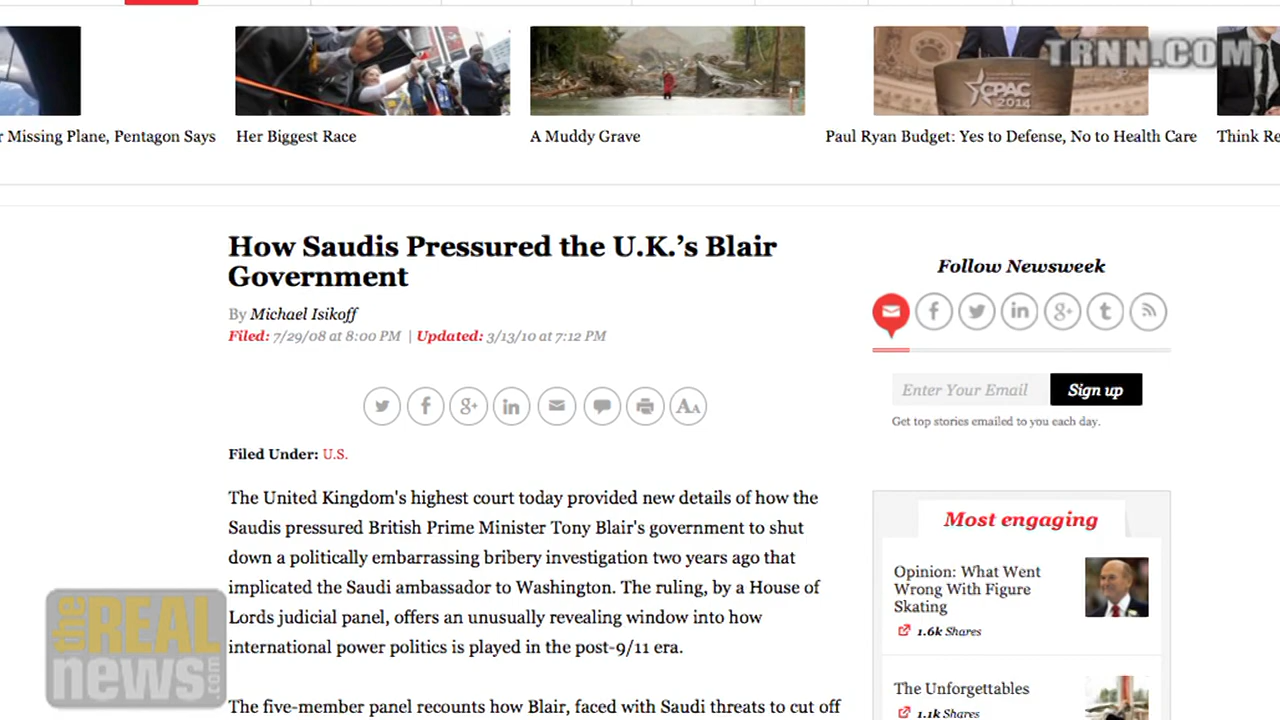 TRNN.COM
CPAC
2014
r Missing Plane, Pentagon Says
Her Biggest Race
A Muddy Grave
Paul Ryan Budget: Yes to Defense, No to Health Care
Think Re
How Saudis Pressured the U.K.’s Blair
Government
By Michael Isikoff
Filed: 7/29/08 at 8:00 PM | Updated: 3/13/10 at 7:12 PM
Filed Under: U.S.
The United Kingdom's highest court today provided new details of how the
Saudis pressured British Prime Minister Tony Blair's government to shut
down a politically embarrassing bribery investigation two years ago that
implicated the Saudi ambassador to Washington. The ruling, by a House of
Lords judicial panel, offers an unusually revealing window into how
international power politics is played in the post-9/11 era.
The five-member panel recounts how Blair, faced with Saudi threats to cut off
Follow Newsweek
Enter Your Email
Sign up
Get top stories emailed to you each day.
Most engaging
Opinion: What Went
Wrong With Figure
Skating
1.6k Shares
The Unforgettables
1.1k Shares
the REAL
news.com